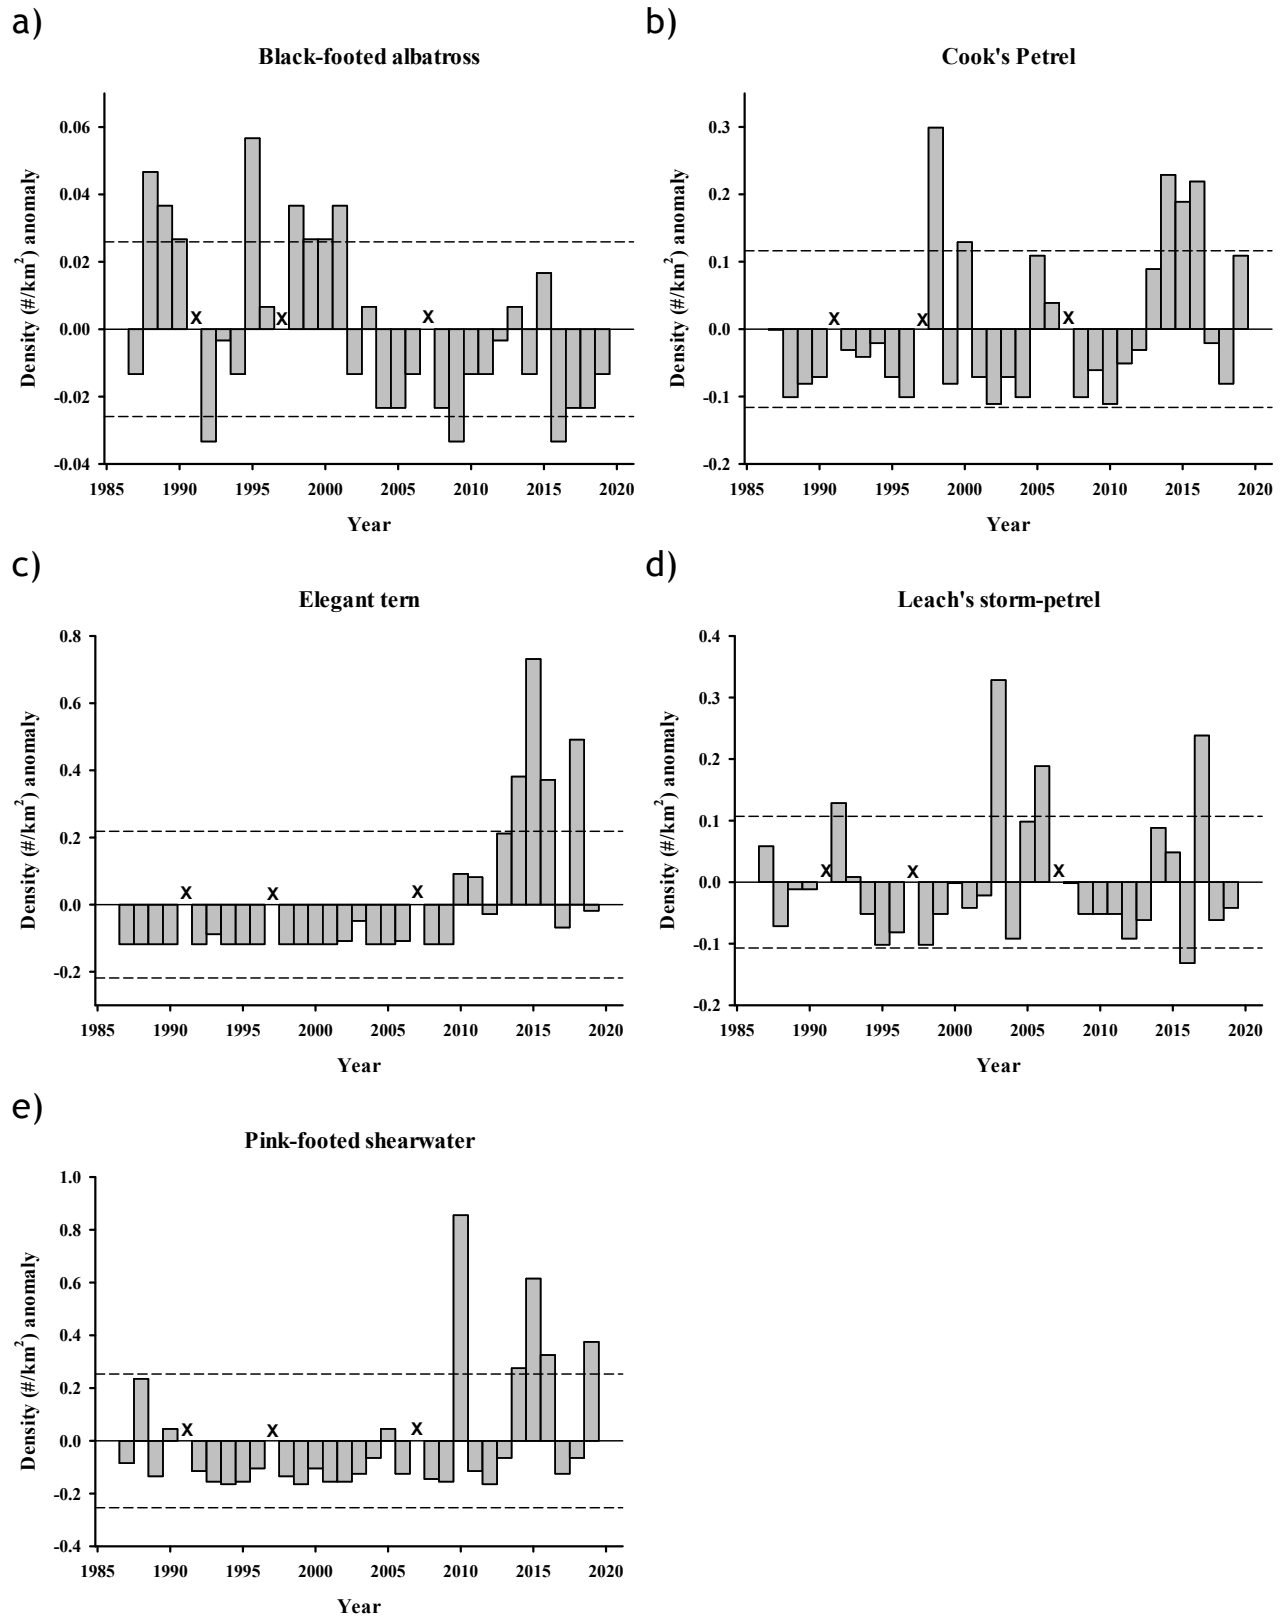 a)
Black-footed albatross
Density (#/km²) anomaly
0.06
0.04
0.02
0.00
-0.02
-0.04
X X X
1985 1990 1995 2000 2005 2010 2015 2020
Year
b)
Cook's Petrel
Density (#/km²) anomaly
0.3
0.2
0.1
0.0
-0.1
-0.2
X X X
1985 1990 1995 2000 2005 2010 2015 2020
Year
c)
Elegant tern
Density (#/km²) anomaly
0.8
0.6
0.4
0.2
0.0
-0.2
X X X
1985 1990 1995 2000 2005 2010 2015 2020
Year
d)
Leach's storm-petrel
Density (#/km²) anomaly
0.4
0.3
0.2
0.1
0.0
-0.1
-0.2
X X X
1985 1990 1995 2000 2005 2010 2015 2020
Year
e)
Pink-footed shearwater
Density (#/km²) anomaly
1.0
0.8
0.6
0.4
0.2
0.0
-0.2
-0.4
X X X
1985 1990 1995 2000 2005 2010 2015 2020
Year